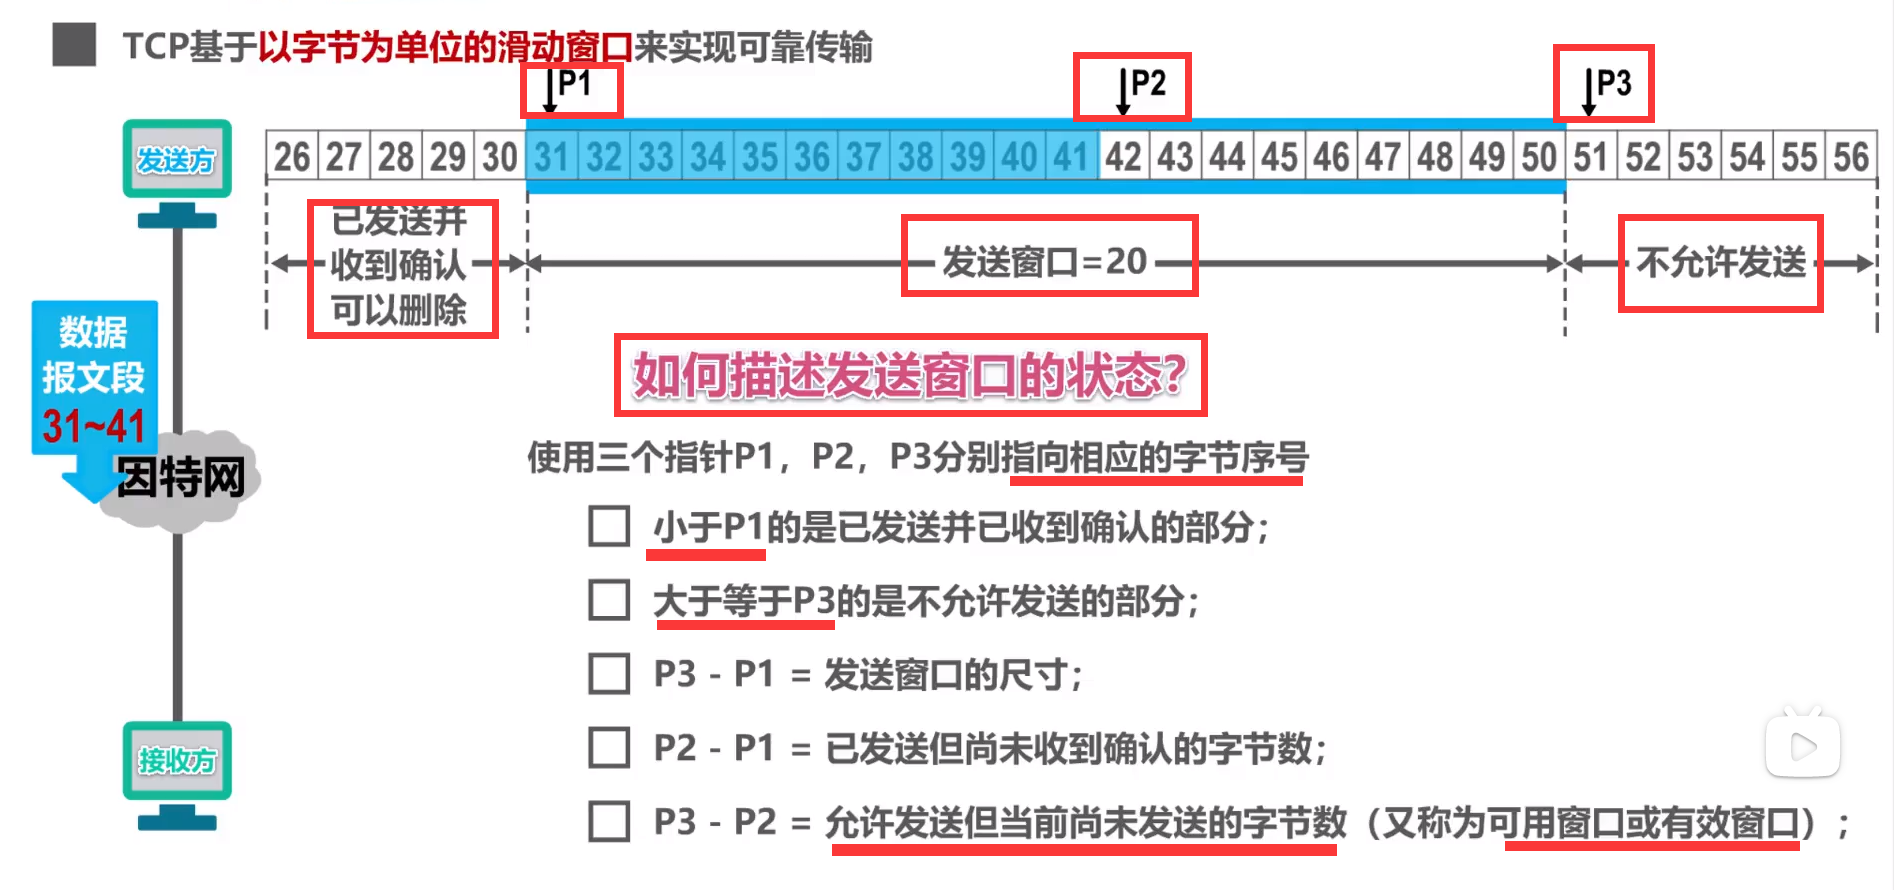 TCP基于以字节为单位的滑动窗口来实现可靠传输
P1 P2 P3
发送方
26 27 28 29 30 31 32 33 34 35 36 37 38 39 40 41 42 43 44 45 46 47 48 49 50 51 52 53 54 55 56
已发送并
收到确认
可以删除
发送窗口=20
不允许发送
数据
报文段
31~41
因特网
接收方
如何描述发送窗口的状态?
使用三个指针P1，P2，P3分别指向相应的字节序号
小于P1的是已发送并已收到确认的部分；
大于等于P3的是不允许发送的部分；
P3 - P1 = 发送窗口的尺寸；
P2 - P1 = 已发送但尚未收到确认的字节数；
P3 - P2 = 允许发送但当前尚未发送的字节数（又称为可用窗口或有效窗口）；